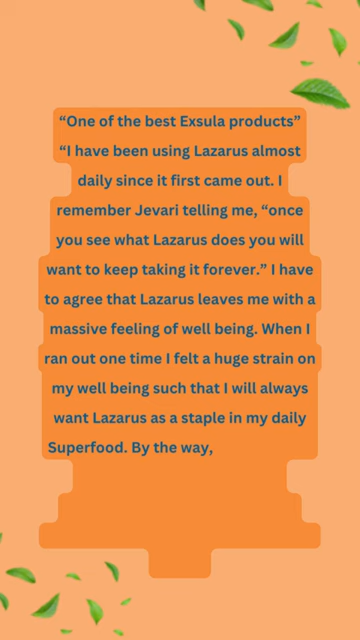 “One of the best Exsula products”
“I have been using Lazarus almost
daily since it first came out. I
remember Jevari telling me, “once
you see what Lazarus does you will
want to keep taking it forever.” I have
to agree that Lazarus leaves me with a
massive feeling of well being. When I
ran out one time I felt a huge strain on
my well being such that I will always
want Lazarus as a staple in my daily
Superfood. By the way,